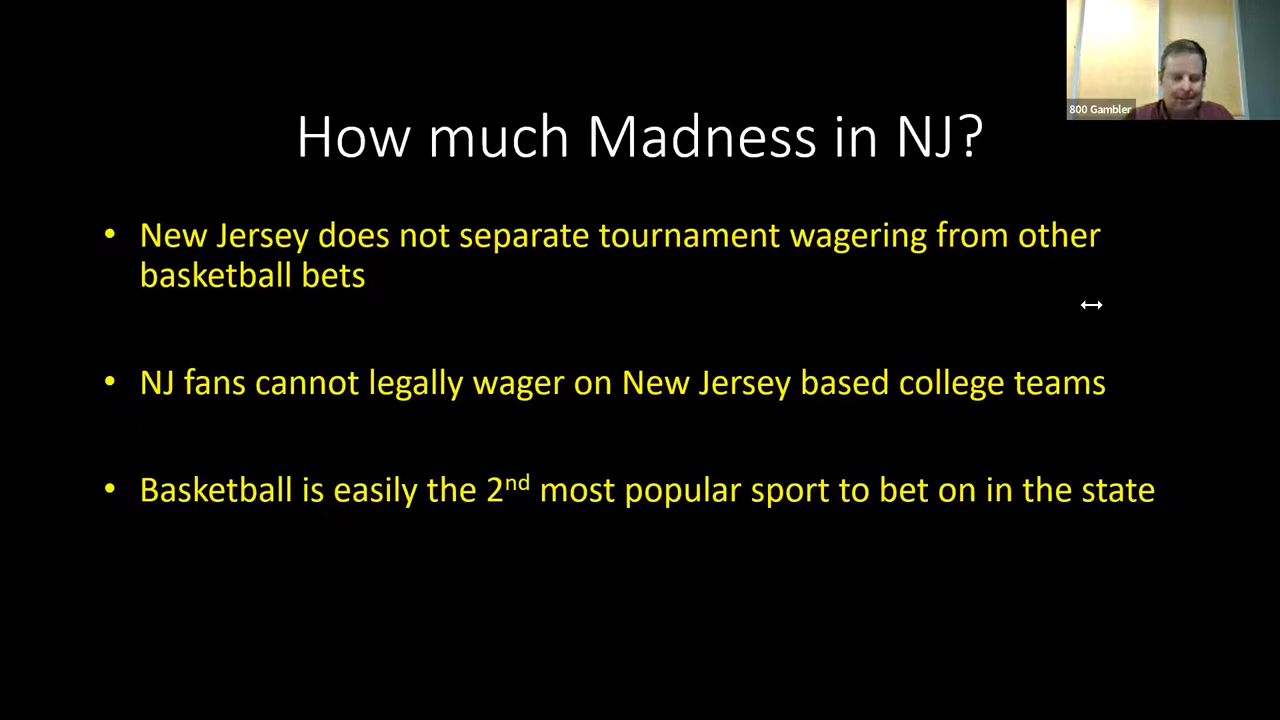 800 Gambler
How much Madness in NJ?
• New Jersey does not separate tournament wagering from other
basketball bets
• NJ fans cannot legally wager on New Jersey based college teams
• Basketball is easily the 2nd most popular sport to bet on in the state